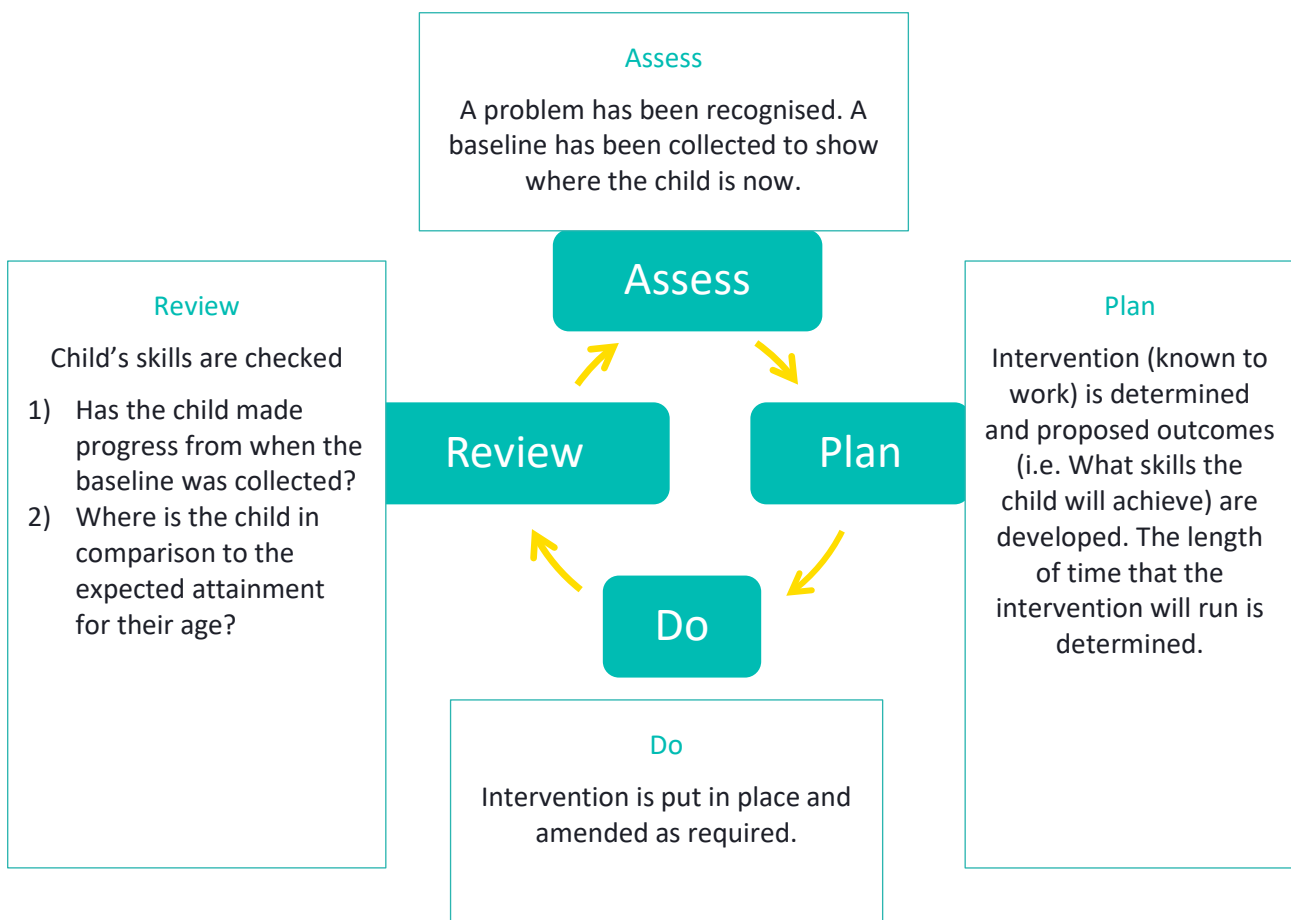 Assess
A problem has been recognised. A
baseline has been collected to show
where the child is now.
Assess
Review
Child’s skills are checked
1) Has the child made
progress from when the
baseline was collected?
2) Where is the child in
comparison to the
expected attainment
for their age?
Review
Plan
Plan
Intervention (known to
work) is determined
and proposed outcomes
(i.e. What skills the
child will achieve) are
developed. The length
of time that the
intervention will run is
determined.
Do
Do
Intervention is put in place and
amended as required.